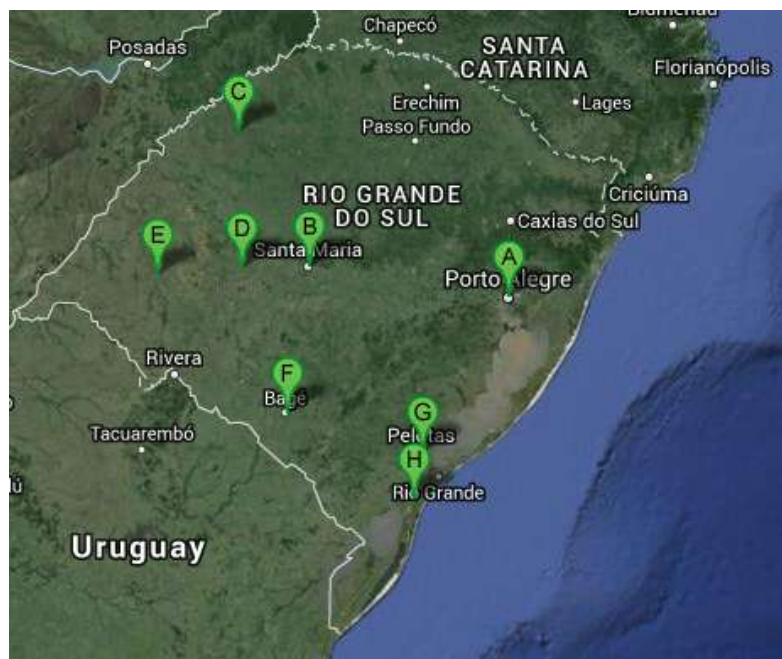 Blumenau
Chapecó
Posadas
SANTA
CATARINA
Florianópolis
C
Erechim
Lages
Passo Fundo
Criciúma
RIO GRANDE
DO SUL
Caxias do Sul
E
D
B
Santa Maria
A
Porto Alegre
Rivera
F
Bagé
G
Pelotas
Tacuarembó
H
Rio Grande
Uruguay